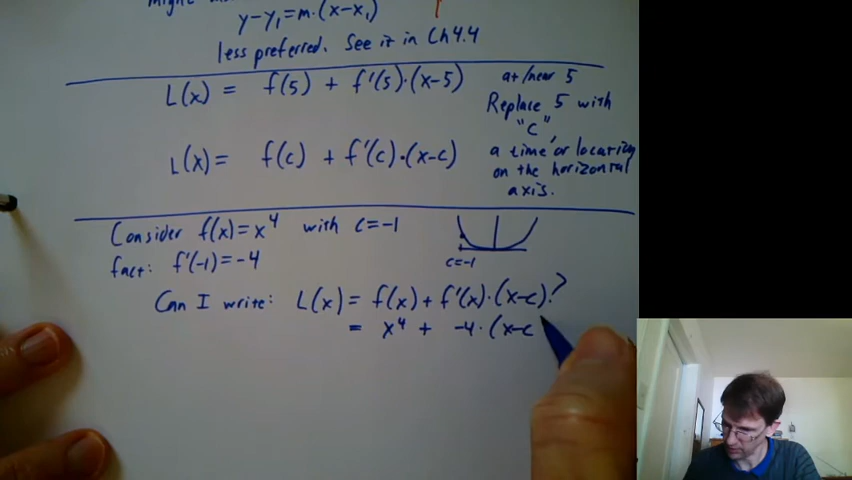 y-y₁=m·(x-x₁)
less preferred. See it in Ch4.4
L(x) = f(5) + f'(5)·(x-5) at/near 5
Replace 5 with
"C",
L(x)= f(c) + f'(c)·(x-c) a time or location
on the horizontal
axis.
Consider f(x)=x⁴ with c=-1
c=-1
fact: f'(-1)=-4
Can I write: L(x) = f(x) + f'(x)·(x-c)?
= x⁴ + -4·(x-c